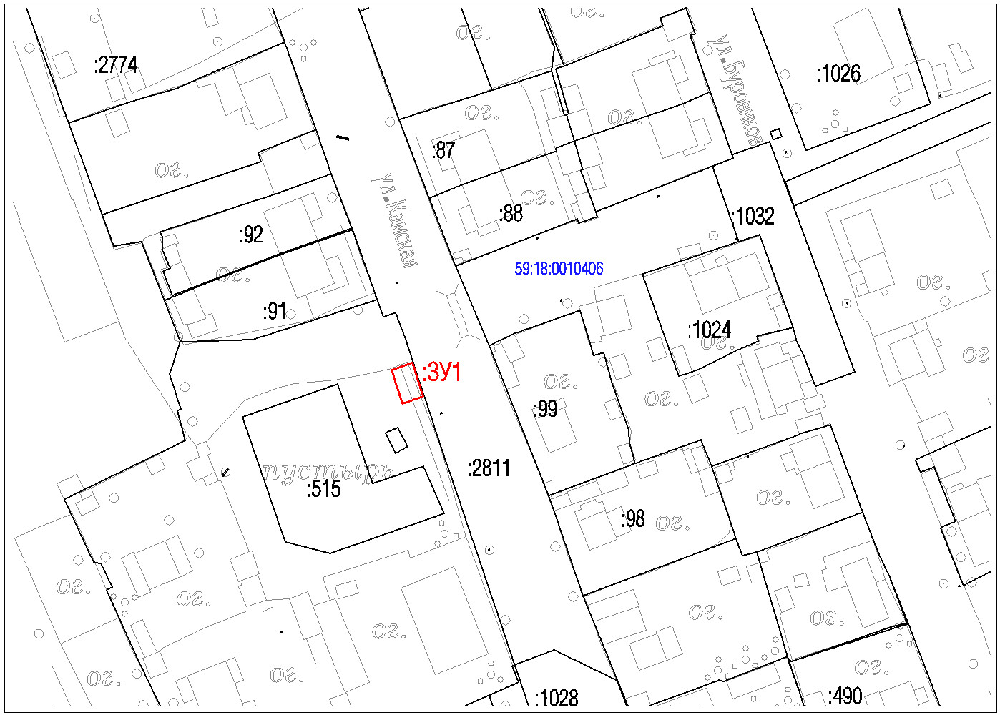 ог.
ог.
:2774
ул.Буровиков
:1026
ог.
ог.
:87
ог.
ул.Камская
ог.
:88
:1032
:92
59:18:0010406
ог.
ог.
:91
:1024
ог.
ог.
:ЗУ1
ог.
ог.
:99
пустырь
:2811
:515
ог.
:98
ог.
ог.
ог.
ог.
ог.
ог.
ог.
ог.
ог.
:1028
:490